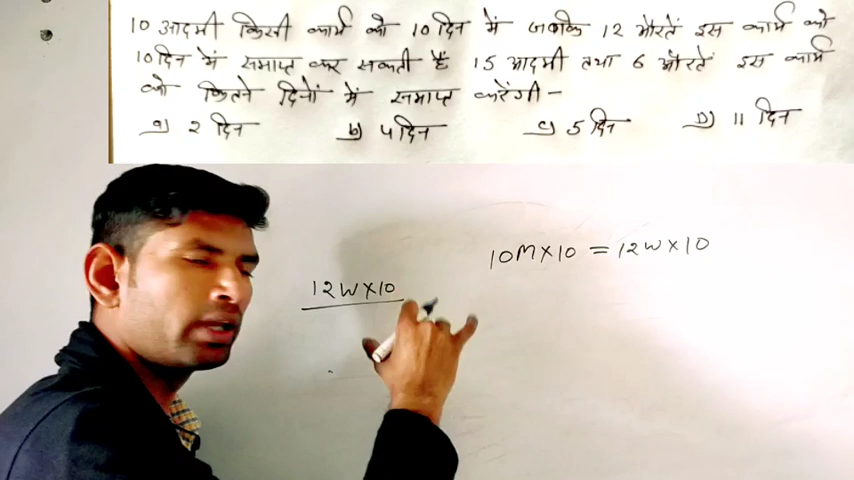 10 आदमी किसी कार्य को 10 दिन में जबकि 12 औरतें इस कार्य को
10 दिन में समाप्त कर सकती हैं 15 आदमी तथा 6 औरतें इस कार्य
को कितने दिनों में समाप्त करेंगी-
a) 2 दिन b) 4 दिन c) 5 दिन D) 11 दिन
10M×10 = 12W×10
12W×10